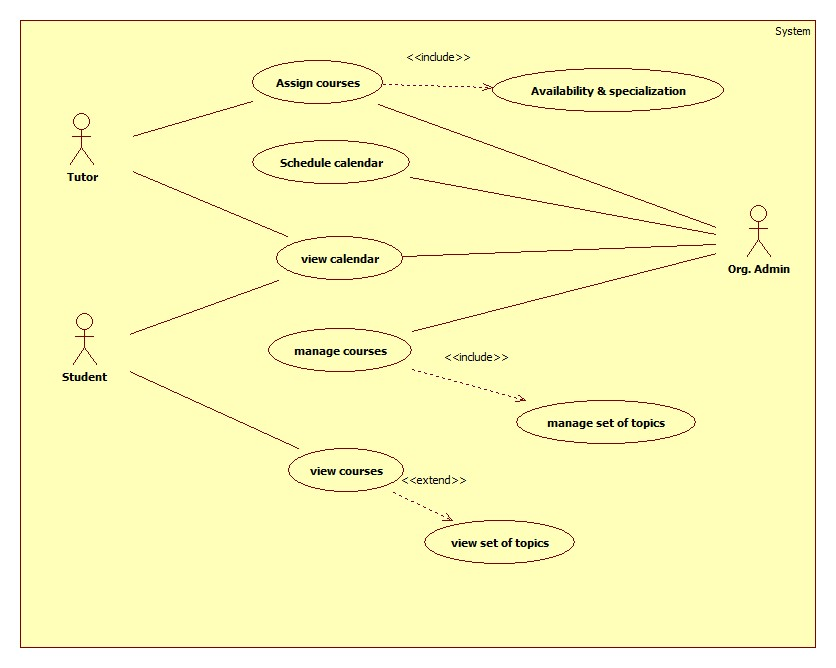 System
<<include>>
Assign courses
Availability & specialization
Tutor
Schedule calendar
view calendar
Org. Admin
manage courses
<<include>>
Student
manage set of topics
view courses
<<extend>>
view set of topics